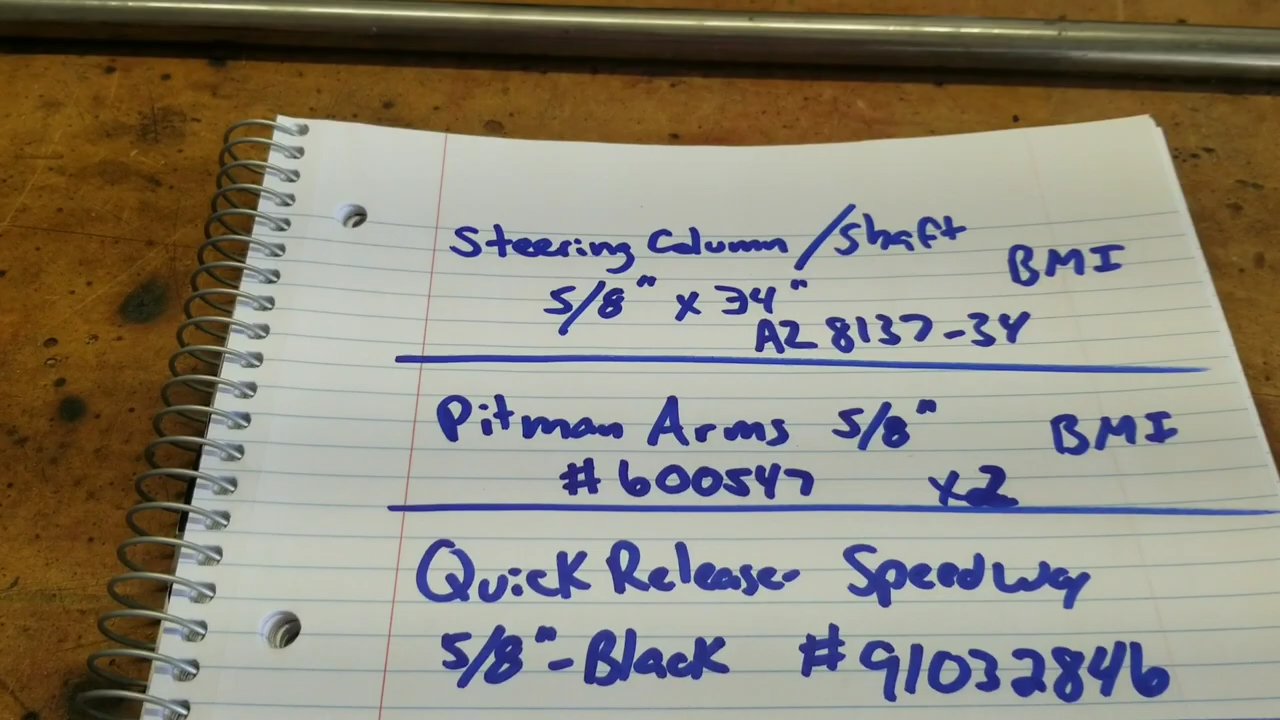 Steering Column / Shaft BMI
5/8" x 34"
AZ 8137-34
Pitman Arms 5/8" BMI
#600547 x2
Quick Release Speedway
5/8"-Black #91032846